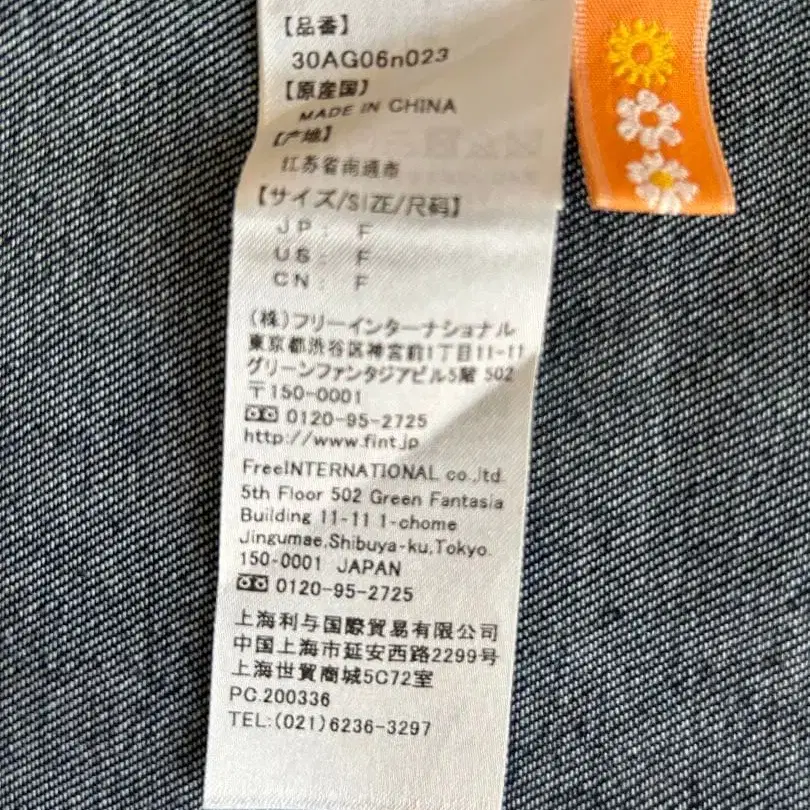 【品番】
30AG06n023
【原産国】
MADE IN CHINA
【产地】
江苏省南通市
【サイズ/SIZE/尺码】
JP: F
US: F
CN: F
(株)フリーインターナショナル
東京都渋谷区神宮前1丁目11-11
グリーンファンタジアビル5階 502
〒150-0001
0120-95-2725
http://www.fint.jp
FreeINTERNATIONAL co.,ltd.
5th Floor 502 Green Fantasia
Building 11-11 1-chome
Jingumae,Shibuya-ku,Tokyo.
150-0001 JAPAN
0120-95-2725
上海利与国際貿易有限公司
中国上海市延安西路2299号
上海世貿商城5C72室
PC.200336
TEL:(021)6236-3297